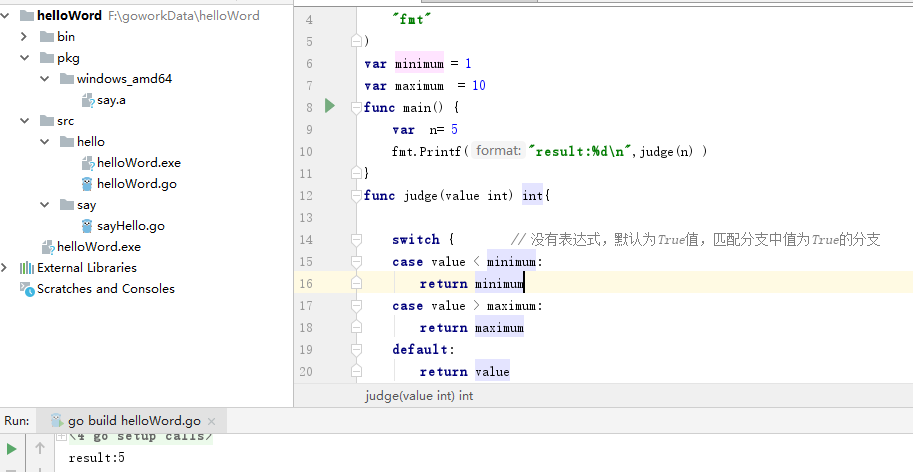 helloWord F:\goworkData\helloWord
bin
pkg
windows_amd64
say.a
src
hello
helloWord.exe
helloWord.go
say
sayHello.go
helloWord.exe
External Libraries
Scratches and Consoles
4 "fmt"
5 )
6 var minimum = 1
7 var maximum = 10
8 func main() {
9 var n= 5
10 fmt.Printf( format: "result:%d\n",judge(n) )
11 }
12 func judge(value int) int{
13
14 switch { // 没有表达式，默认为True值，匹配分支中值为True的分支
15 case value < minimum:
16 return minimum
17 case value > maximum:
18 return maximum
19 default:
20 return value
judge(value int) int
Run: go build helloWord.go ×
<4 go setup calls>
result:5